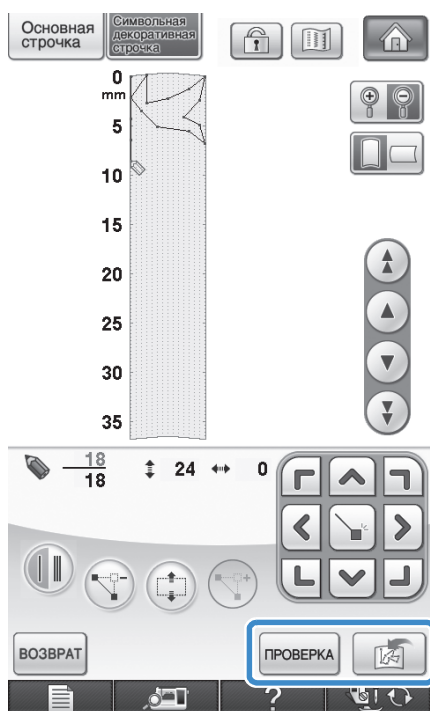 Основная
строчка
Символьная
декоративная
строчка
0
mm
5
10
15
20
25
30
35
18
18
24
0
ВОЗВРАТ
ПРОВЕРКА
?